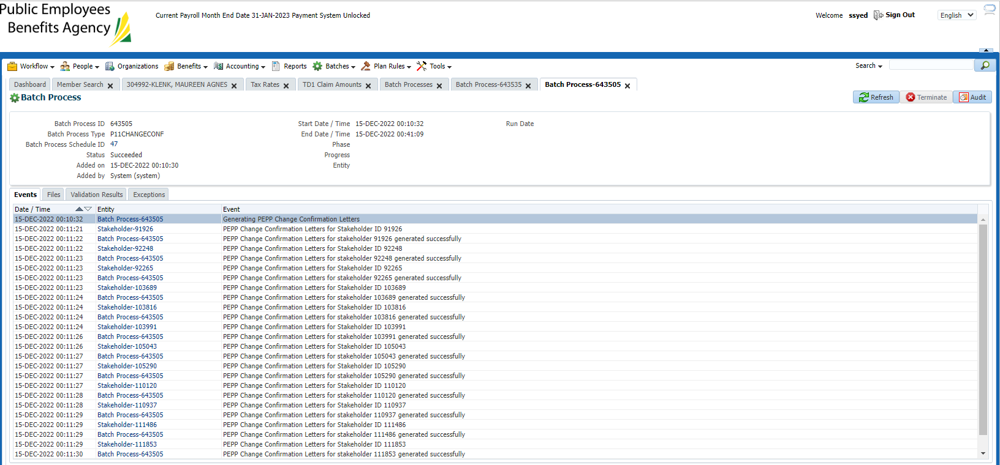 Public Employees
Benefits Agency
Current Payroll Month End Date 31-JAN-2023 Payment System Unlocked
Welcome ssyed Sign Out English
Workflow People Organizations Benefits Accounting Reports Batches Plan Rules Tools Search
Dashboard Member Search 304992-KLENK, MAUREEN AGNES Tax Rates TD1 Claim Amounts Batch Processes Batch Process-643535 Batch Process-643505
Batch Process Refresh Terminate Audit
Batch Process ID 643505 Start Date / Time 15-DEC-2022 00:10:32 Run Date
Batch Process Type P11CHANGECONF End Date / Time 15-DEC-2022 00:41:09
Batch Process Schedule ID 47 Phase
Status Succeeded Progress
Added on 15-DEC-2022 00:10:30 Entity
Added by System (system)
Events Files Validation Results Exceptions
Date / Time Entity Event
15-DEC-2022 00:10:32 Batch Process-643505 Generating PEPP Change Confirmation Letters
15-DEC-2022 00:11:21 Stakeholder-91926 PEPP Change Confirmation Letters for Stakeholder ID 91926
15-DEC-2022 00:11:22 Batch Process-643505 PEPP Change Confirmation Letters for stakeholder 91926 generated successfully
15-DEC-2022 00:11:22 Stakeholder-92248 PEPP Change Confirmation Letters for Stakeholder ID 92248
15-DEC-2022 00:11:23 Batch Process-643505 PEPP Change Confirmation Letters for stakeholder 92248 generated successfully
15-DEC-2022 00:11:23 Stakeholder-92265 PEPP Change Confirmation Letters for Stakeholder ID 92265
15-DEC-2022 00:11:23 Batch Process-643505 PEPP Change Confirmation Letters for stakeholder 92265 generated successfully
15-DEC-2022 00:11:23 Stakeholder-103689 PEPP Change Confirmation Letters for Stakeholder ID 103689
15-DEC-2022 00:11:24 Batch Process-643505 PEPP Change Confirmation Letters for stakeholder 103689 generated successfully
15-DEC-2022 00:11:24 Stakeholder-103816 PEPP Change Confirmation Letters for Stakeholder ID 103816
15-DEC-2022 00:11:24 Batch Process-643505 PEPP Change Confirmation Letters for stakeholder 103816 generated successfully
15-DEC-2022 00:11:24 Stakeholder-103991 PEPP Change Confirmation Letters for Stakeholder ID 103991
15-DEC-2022 00:11:26 Batch Process-643505 PEPP Change Confirmation Letters for stakeholder 103991 generated successfully
15-DEC-2022 00:11:26 Stakeholder-105043 PEPP Change Confirmation Letters for Stakeholder ID 105043
15-DEC-2022 00:11:27 Batch Process-643505 PEPP Change Confirmation Letters for stakeholder 105043 generated successfully
15-DEC-2022 00:11:27 Stakeholder-105290 PEPP Change Confirmation Letters for Stakeholder ID 105290
15-DEC-2022 00:11:27 Batch Process-643505 PEPP Change Confirmation Letters for stakeholder 105290 generated successfully
15-DEC-2022 00:11:27 Stakeholder-110120 PEPP Change Confirmation Letters for Stakeholder ID 110120
15-DEC-2022 00:11:28 Batch Process-643505 PEPP Change Confirmation Letters for stakeholder 110120 generated successfully
15-DEC-2022 00:11:28 Stakeholder-110937 PEPP Change Confirmation Letters for Stakeholder ID 110937
15-DEC-2022 00:11:29 Batch Process-643505 PEPP Change Confirmation Letters for stakeholder 110937 generated successfully
15-DEC-2022 00:11:29 Stakeholder-111486 PEPP Change Confirmation Letters for Stakeholder ID 111486
15-DEC-2022 00:11:29 Batch Process-643505 PEPP Change Confirmation Letters for stakeholder 111486 generated successfully
15-DEC-2022 00:11:29 Stakeholder-111853 PEPP Change Confirmation Letters for Stakeholder ID 111853
15-DEC-2022 00:11:30 Batch Process-643505 PEPP Change Confirmation Letters for stakeholder 111853 generated successfully